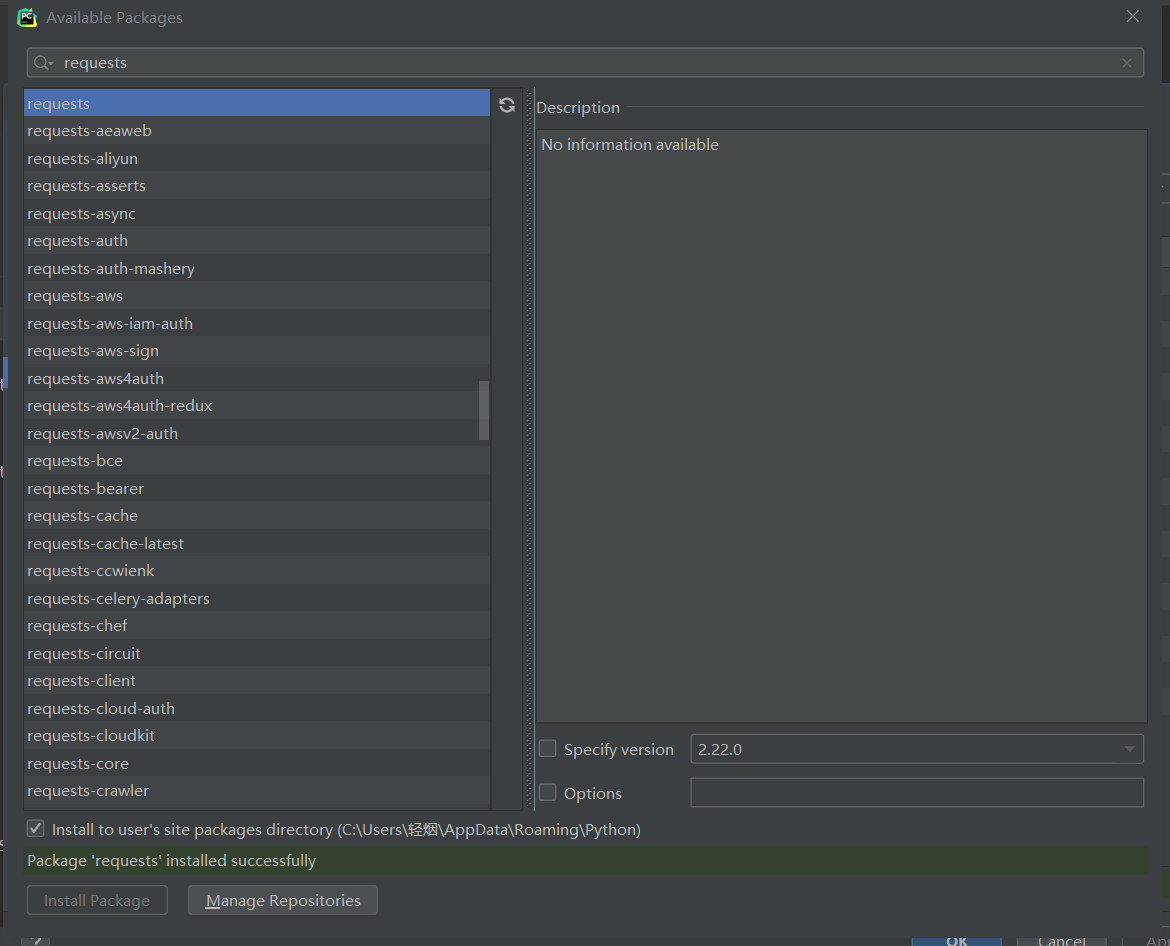 Available Packages
requests
requests
requests-aeaweb
requests-aliyun
requests-asserts
requests-async
requests-auth
requests-auth-mashery
requests-aws
requests-aws-iam-auth
requests-aws-sign
requests-aws4auth
requests-aws4auth-redux
requests-awsv2-auth
requests-bce
requests-bearer
requests-cache
requests-cache-latest
requests-ccwienk
requests-celery-adapters
requests-chef
requests-circuit
requests-client
requests-cloud-auth
requests-cloudkit
requests-core
requests-crawler
Description
No information available
Specify version 2.22.0
Options
Install to user's site packages directory (C:\Users\轻烟\AppData\Roaming\Python)
Package 'requests' installed successfully
Install Package Manage Repositories
OK Cancel